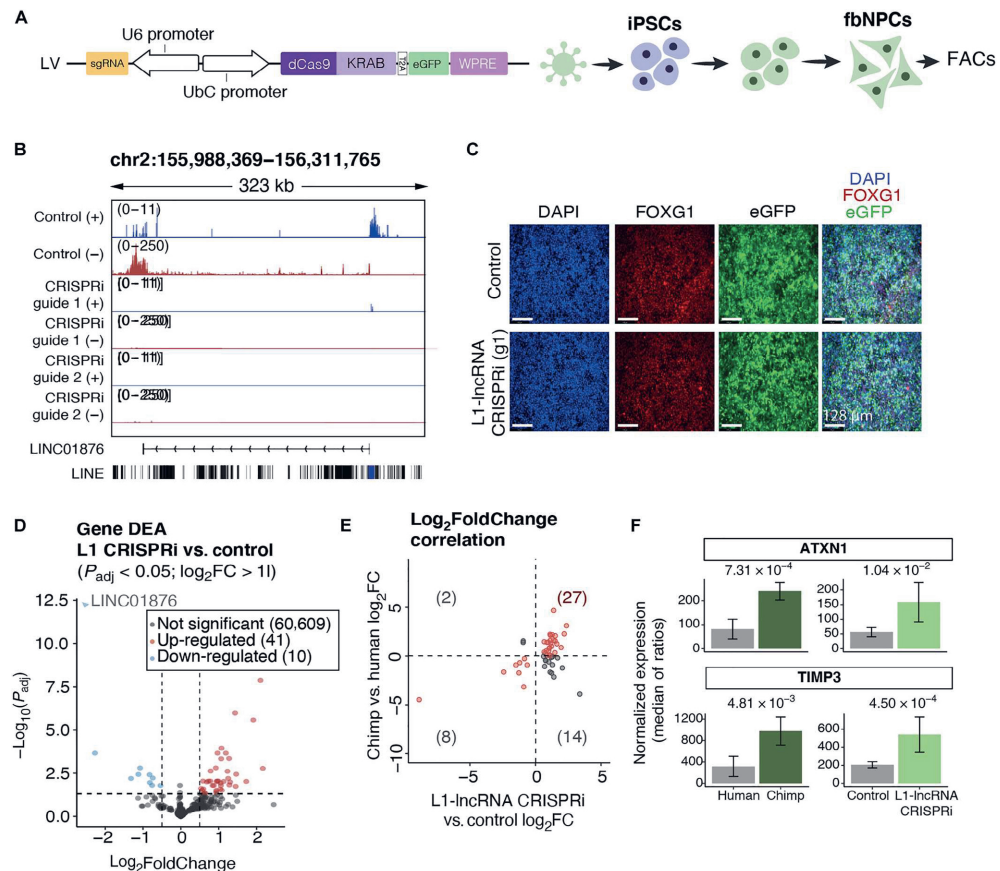 A
LV
sgRNA
U6 promoter
UbC promoter
dCas9
KRAB
T2A
eGFP
WPRE
iPSCs
fbNPCs
FACs
B
chr2:155,988,369–156,311,765
323 kb
Control (+)
(0–11)
Control (–)
(0–250)
CRISPRi
guide 1 (+)
CRISPRi
guide 1 (–)
CRISPRi
guide 2 (+)
CRISPRi
guide 2 (–)
LINC01876
LINE
C
DAPI
FOXG1
eGFP
DAPI
FOXG1
eGFP
Control
L1-lncRNA
CRISPRi (g1)
128 µm
D
Gene DEA
L1 CRISPRi vs. control
(Padj < 0.05; log2FC > 1l)
LINC01876
Not significant (60,609)
Up-regulated (41)
Down-regulated (10)
–Log10(Padj)
12.5
10.0
7.5
5.0
2.5
0.0
−2 −1 0 1 2
Log2FoldChange
E
Log2FoldChange
correlation
Chimp vs. human log2FC
(2)
(27)
(8)
(14)
5
0
−5
−10
−5 0 5
L1-lncRNA CRISPRi
vs. control log2FC
F
Normalized expression
(median of ratios)
ATXN1
7.31 × 10−4
1.04 × 10−2
200
100
0
200
150
100
50
0
TIMP3
4.81 × 10−3
4.50 × 10−4
1200
800
400
0
600
400
200
0
Human Chimp
Control L1-lncRNA
CRISPRi